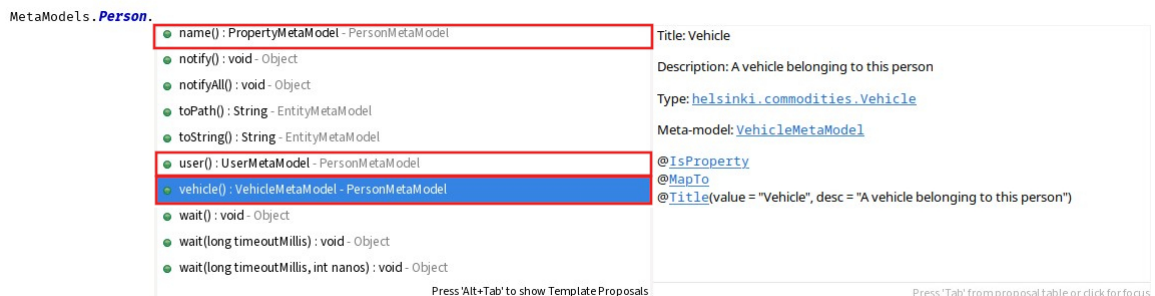 MetaModels.Person.
name() : PropertyMetaModel - PersonMetaModel
notify() : void - Object
notifyAll() : void - Object
toPath() : String - EntityMetaModel
toString() : String - EntityMetaModel
user() : UserMetaModel - PersonMetaModel
vehicle() : VehicleMetaModel - PersonMetaModel
wait() : void - Object
wait(long timeoutMillis) : void - Object
wait(long timeoutMillis, int nanos) : void - Object
Press 'Alt+Tab' to show Template Proposals
Title: Vehicle
Description: A vehicle belonging to this person
Type: helsinki.commodities.Vehicle
Meta-model: VehicleMetaModel
@IsProperty
@MapTo
@Title(value = "Vehicle", desc = "A vehicle belonging to this person")
Press 'Tab' from proposal table or click for focus